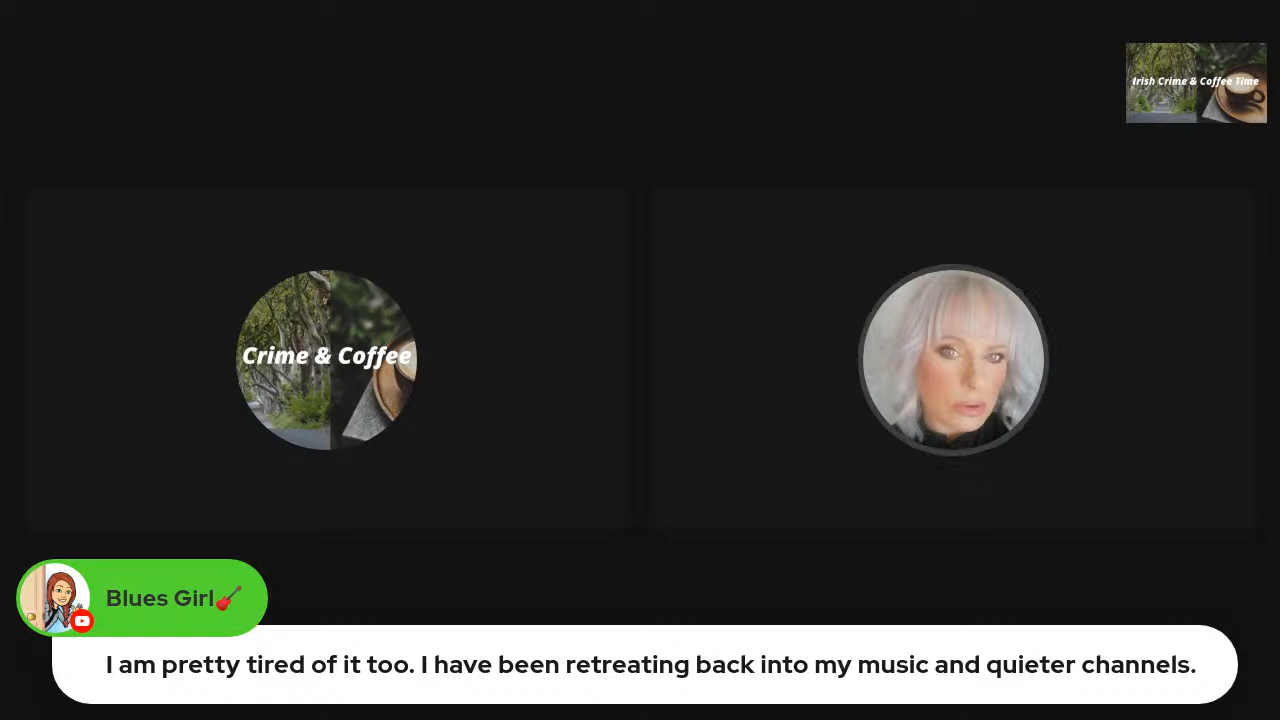 Irish Crime & Coffee Time
Crime & Coffee
Blues Girl🎸
I am pretty tired of it too. I have been retreating back into my music and quieter channels.